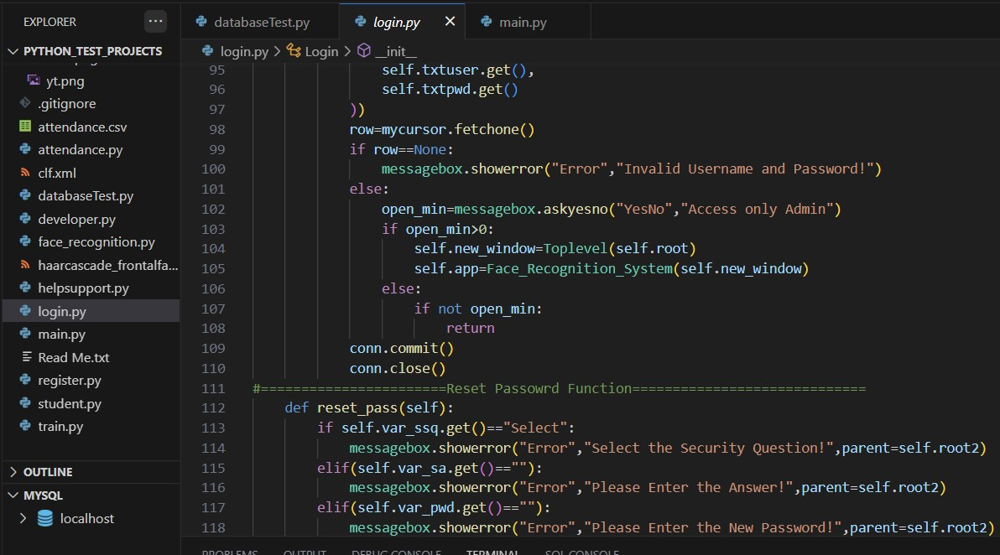 EXPLORER
...
PYTHON_TEST_PROJECTS
yt.png
.gitignore
attendance.csv
attendance.py
clf.xml
databaseTest.py
developer.py
face_recognition.py
haarcascade_frontalfa...
helpsupport.py
login.py
main.py
Read Me.txt
register.py
student.py
train.py
OUTLINE
MYSQL
localhost
databaseTest.py login.py main.py
login.py > Login > __init__
95 self.txtuser.get(),
96 self.txtpwd.get()
97 ))
98 row=mycursor.fetchone()
99 if row==None:
100 messagebox.showerror("Error","Invalid Username and Password!")
101 else:
102 open_min=messagebox.askyesno("YesNo","Access only Admin")
103 if open_min>0:
104 self.new_window=Toplevel(self.root)
105 self.app=Face_Recognition_System(self.new_window)
106 else:
107 if not open_min:
108 return
109 conn.commit()
110 conn.close()
111 #=======================Reset Passowrd Function=============================
112 def reset_pass(self):
113 if self.var_ssq.get()=="Select":
114 messagebox.showerror("Error","Select the Security Question!",parent=self.root2)
115 elif(self.var_sa.get()==""):
116 messagebox.showerror("Error","Please Enter the Answer!",parent=self.root2)
117 elif(self.var_pwd.get()==""):
118 messagebox.showerror("Error","Please Enter the New Password!",parent=self.root2)
PROBLEMS OUTPUT DEBUG CONSOLE TERMINAL SQL CONSOLE